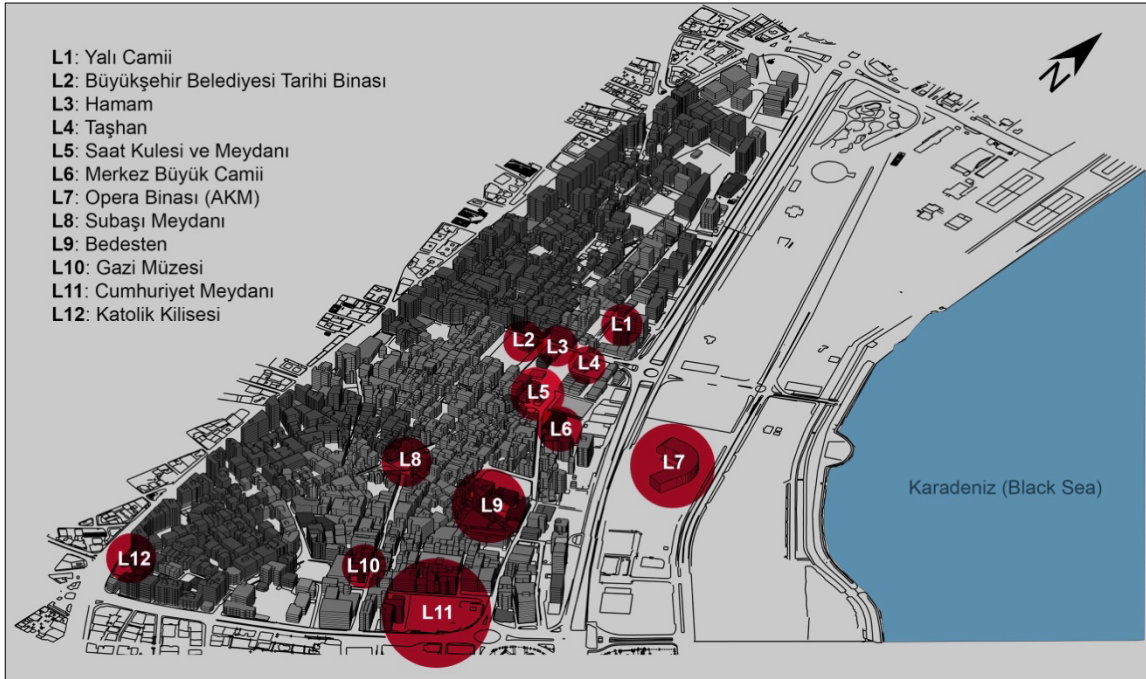 L1: Yalı Camii
L2: Büyükşehir Belediyesi Tarihi Binası
L3: Hamam
L4: Taşhan
L5: Saat Kulesi ve Meydanı
L6: Merkez Büyük Camii
L7: Opera Binası (AKM)
L8: Subaşı Meydanı
L9: Bedesten
L10: Gazi Müzesi
L11: Cumhuriyet Meydanı
L12: Katolik Kilisesi
N
L1
L2
L3
L4
L5
L6
L7
L8
L9
Karadeniz (Black Sea)
L12
L10
L11